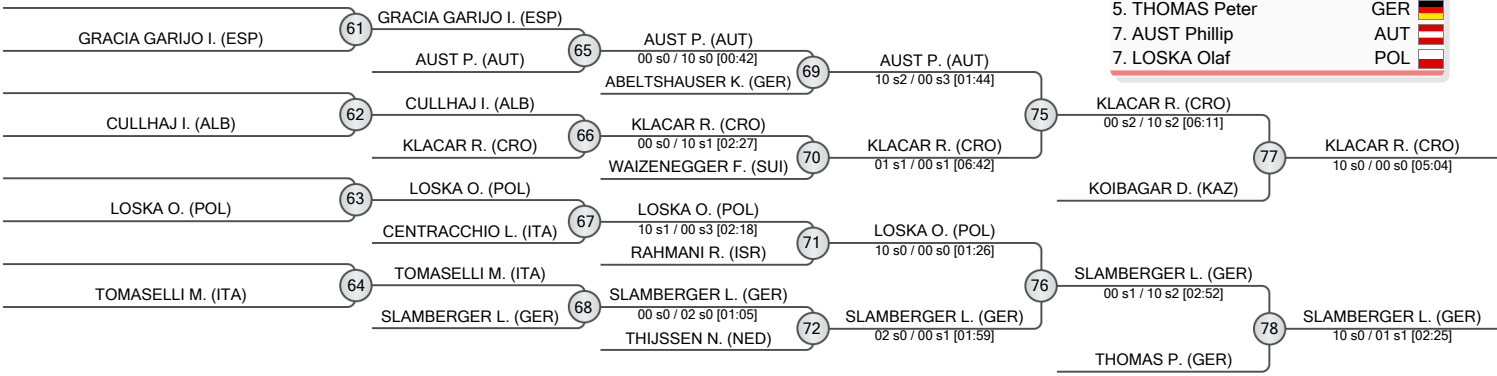 GRACIA GARIJO I. (ESP)
61
GRACIA GARIJO I. (ESP)
AUST P. (AUT)
65
AUST P. (AUT)
00 s0 / 10 s0 [00:42]
ABELTSHAUSER K. (GER)
69
AUST P. (AUT)
10 s2 / 00 s3 [01:44]
5. THOMAS Peter GER
7. AUST Phillip AUT
7. LOSKA Olaf POL
CULLHAJ I. (ALB)
62
CULLHAJ I. (ALB)
KLACAR R. (CRO)
66
KLACAR R. (CRO)
00 s0 / 10 s1 [02:27]
WAIZENEGGER F. (SUI)
70
KLACAR R. (CRO)
01 s1 / 00 s1 [06:42]
75
KLACAR R. (CRO)
00 s2 / 10 s2 [06:11]
KOIBAGAR D. (KAZ)
77
KLACAR R. (CRO)
10 s0 / 00 s0 [05:04]
LOSKA O. (POL)
63
LOSKA O. (POL)
CENTRACCHIO L. (ITA)
67
LOSKA O. (POL)
10 s1 / 00 s3 [02:18]
RAHMANI R. (ISR)
71
LOSKA O. (POL)
10 s0 / 00 s0 [01:26]
TOMASELLI M. (ITA)
64
TOMASELLI M. (ITA)
SLAMBERGER L. (GER)
68
SLAMBERGER L. (GER)
00 s0 / 02 s0 [01:05]
THIJSSEN N. (NED)
72
SLAMBERGER L. (GER)
02 s0 / 00 s1 [01:59]
76
SLAMBERGER L. (GER)
00 s1 / 10 s2 [02:52]
THOMAS P. (GER)
78
SLAMBERGER L. (GER)
10 s0 / 01 s1 [02:25]